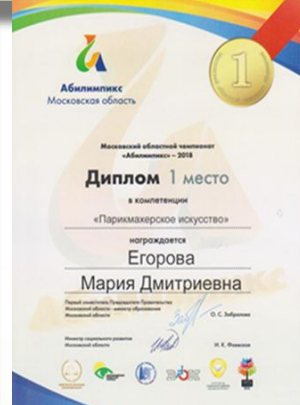 Абилимпикс
Московская область
1
Московский областной чемпионат
«Абилимпикс» – 2018
Диплом 1 место
в компетенции
«Парикмахерское искусство»
награждается
Егорова
Мария Дмитриевна
Первый заместитель Председателя Правительства
Московской области - министр образования
Московской области
О. С. Забралова
Министр социального развития
Московской области
И. К. Фаевская